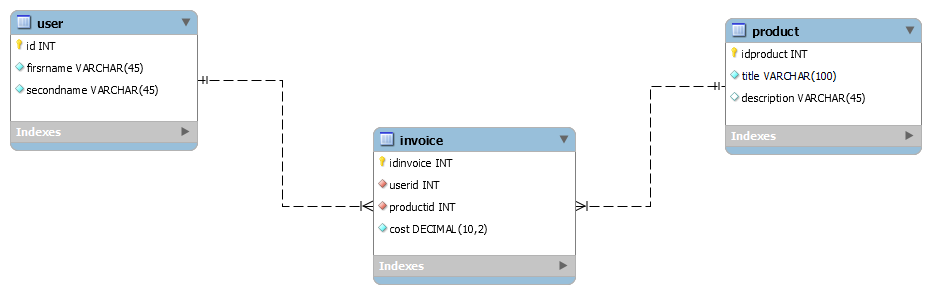 user
id INT
firsrname VARCHAR(45)
secondname VARCHAR(45)
Indexes
product
idproduct INT
title VARCHAR(100)
description VARCHAR(45)
Indexes
invoice
idinvoice INT
userid INT
productid INT
cost DECIMAL(10,2)
Indexes